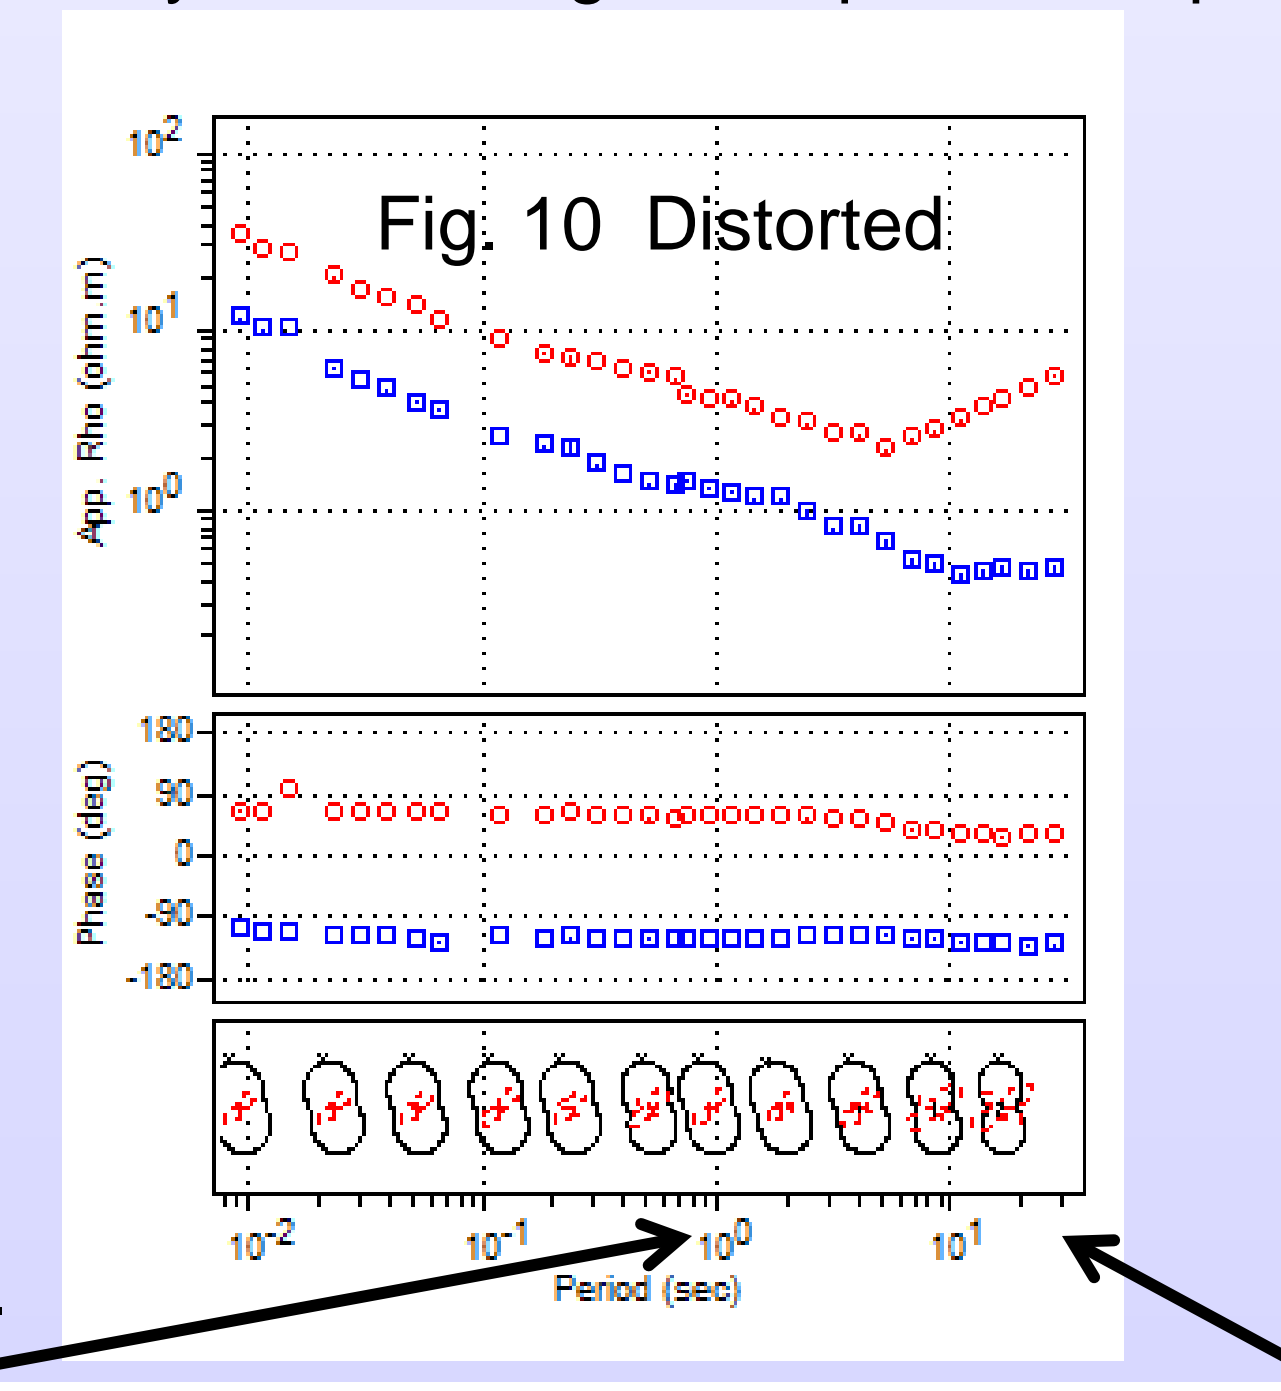 10²
Fig. 10 Distorted
App. Rho (ohm.m)
10¹
10⁰
180
90
Phase (deg)
0
-90
-180
10⁻² 10⁻¹ 10⁰ 10¹
Period (sec)